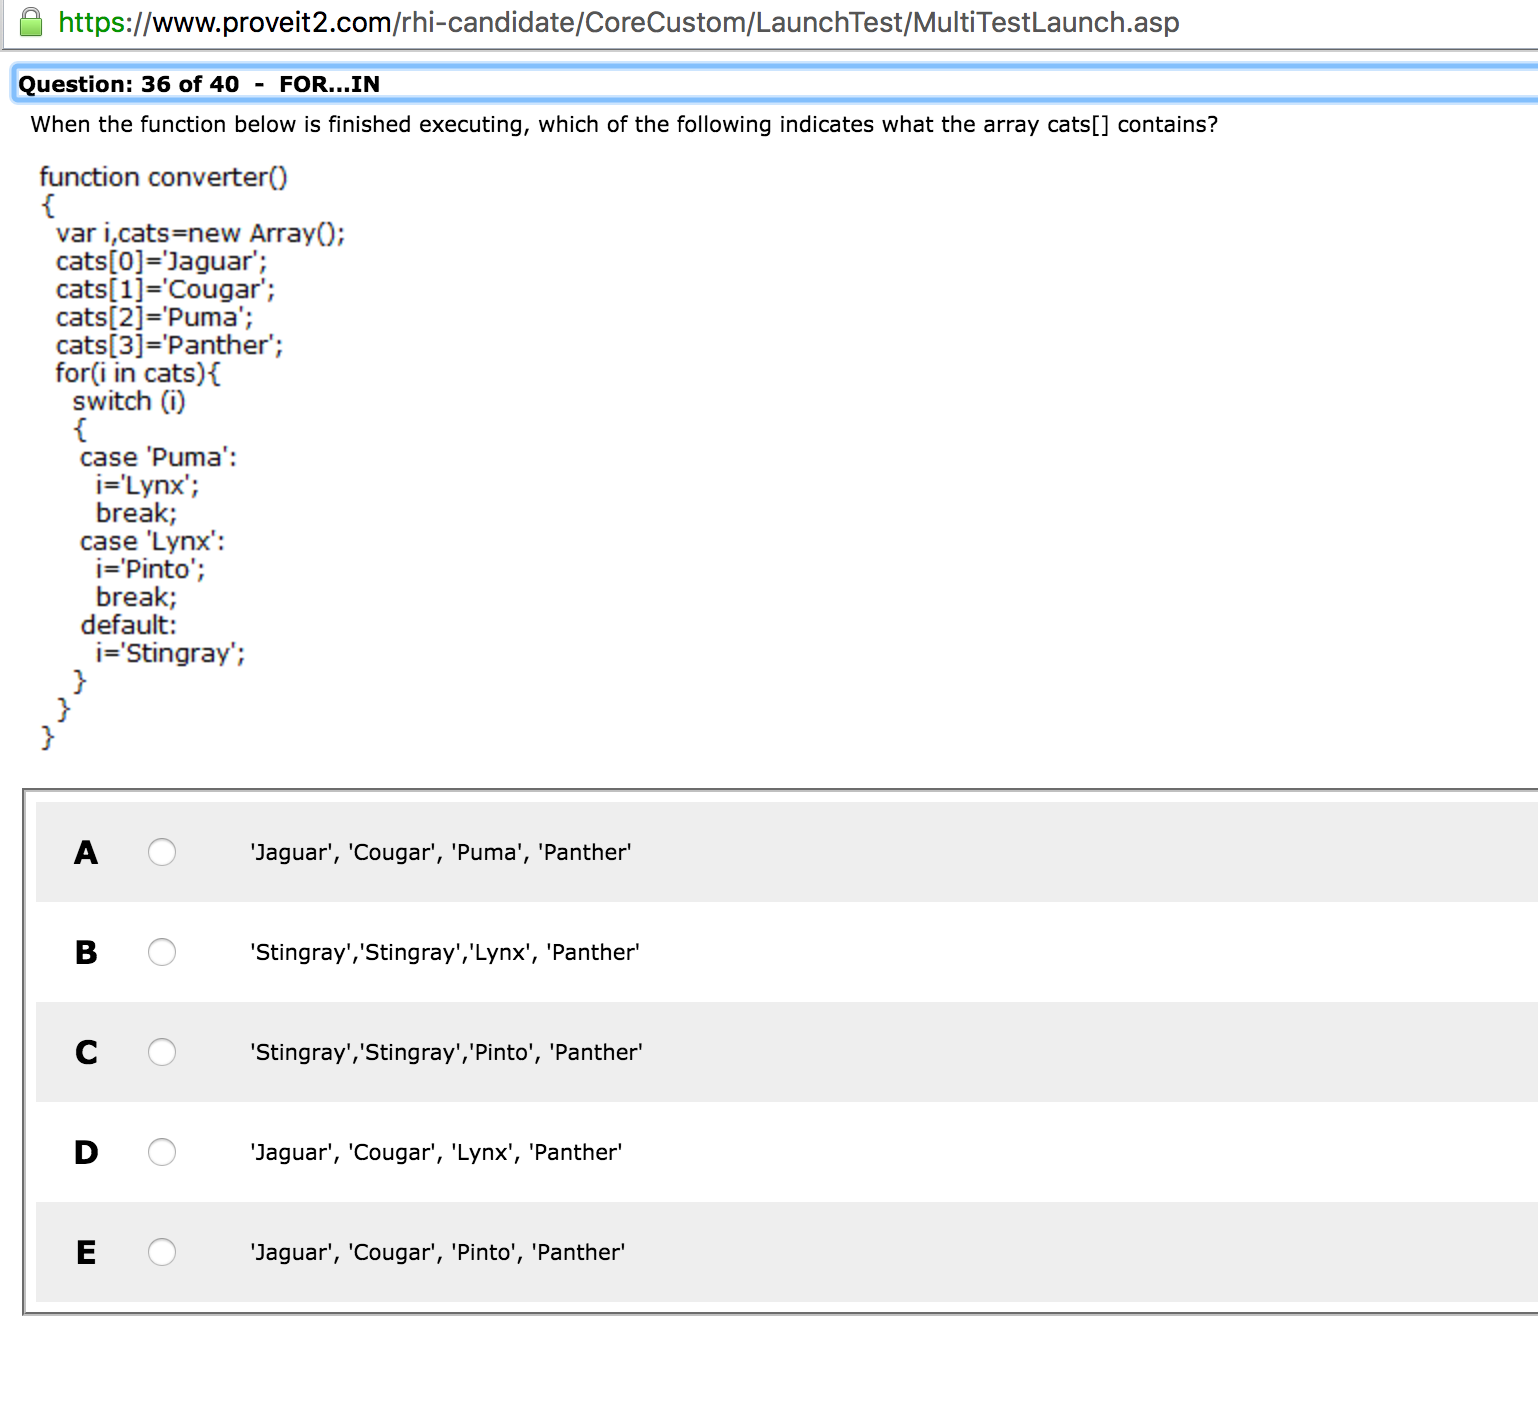 https://www.proveit2.com/rhi-candidate/CoreCustom/LaunchTest/MultiTestLaunch.asp
Question: 36 of 40 - FOR...IN
When the function below is finished executing, which of the following indicates what the array cats[] contains?
function converter()
{
var i,cats=new Array();
cats[0]='Jaguar';
cats[1]='Cougar';
cats[2]='Puma';
cats[3]='Panther';
for(i in cats){
switch (i)
{
case 'Puma':
i='Lynx';
break;
case 'Lynx':
i='Pinto';
break;
default:
i='Stingray';
}
}
}
A 'Jaguar', 'Cougar', 'Puma', 'Panther'
B 'Stingray','Stingray','Lynx', 'Panther'
C 'Stingray','Stingray','Pinto', 'Panther'
D 'Jaguar', 'Cougar', 'Lynx', 'Panther'
E 'Jaguar', 'Cougar', 'Pinto', 'Panther'